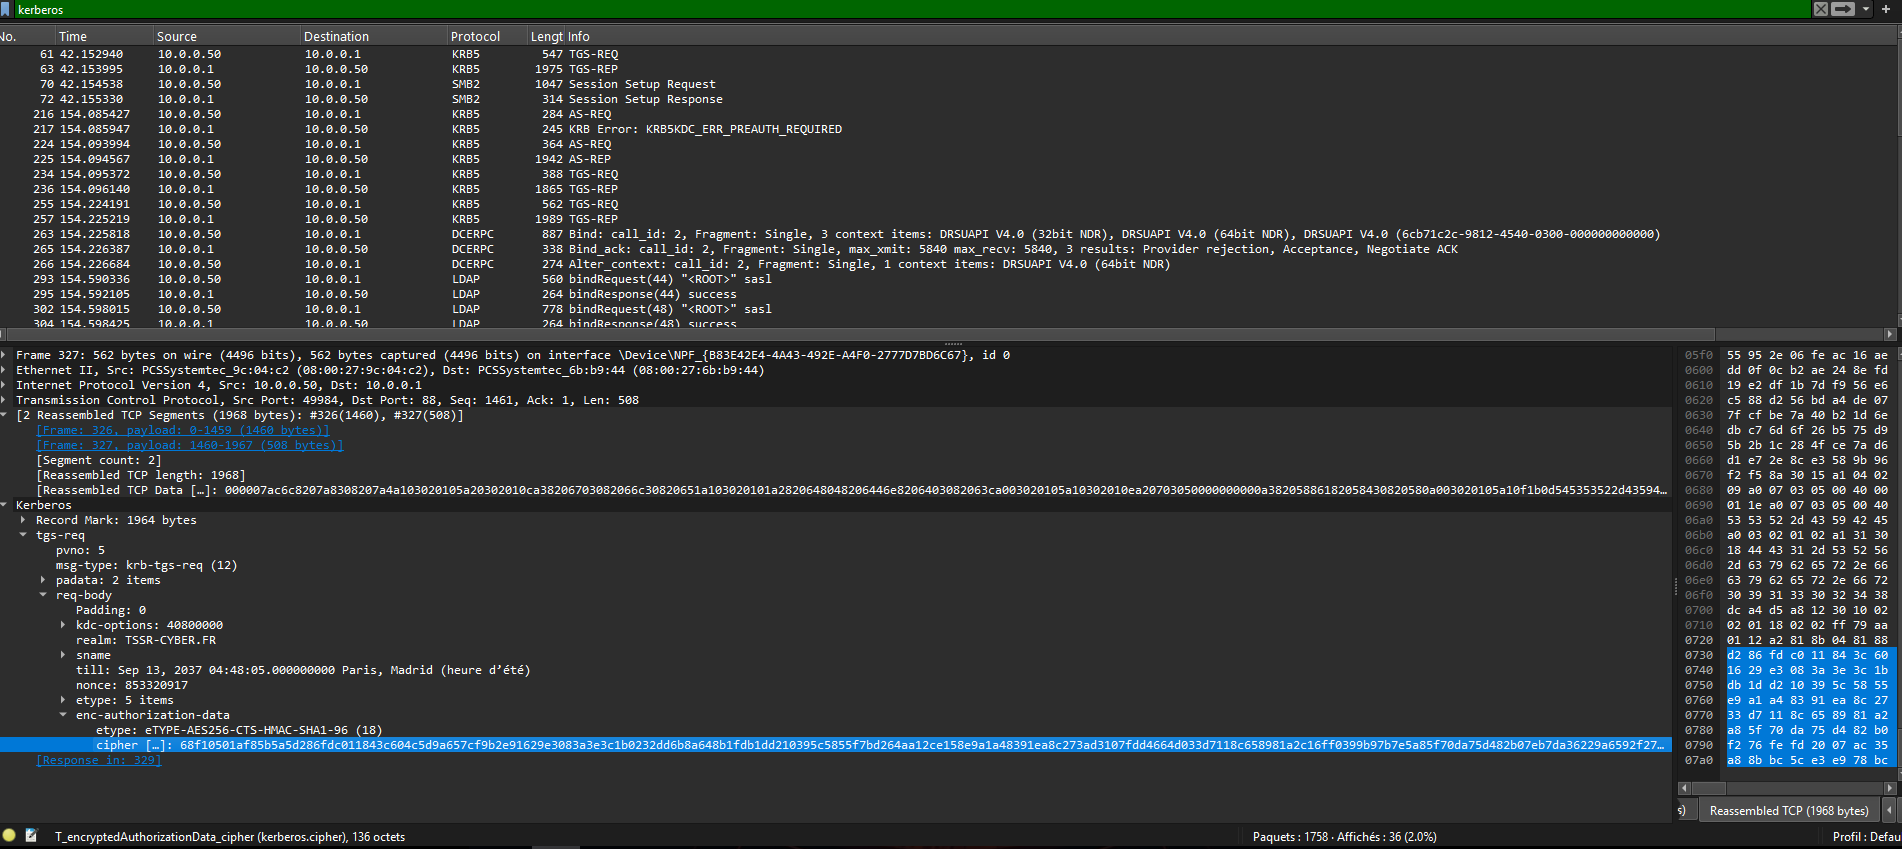 kerberos
No. Time Source Destination Protocol Lengt Info
61 42.152940 10.0.0.50 10.0.0.1 KRB5 547 TGS-REQ
63 42.153995 10.0.0.1 10.0.0.50 KRB5 1975 TGS-REP
70 42.154538 10.0.0.50 10.0.0.1 SMB2 1047 Session Setup Request
72 42.155330 10.0.0.1 10.0.0.50 SMB2 314 Session Setup Response
216 154.085427 10.0.0.50 10.0.0.1 KRB5 284 AS-REQ
217 154.085947 10.0.0.1 10.0.0.50 KRB5 245 KRB Error: KRB5KDC_ERR_PREAUTH_REQUIRED
224 154.093994 10.0.0.50 10.0.0.1 KRB5 364 AS-REQ
225 154.094567 10.0.0.1 10.0.0.50 KRB5 1942 AS-REP
234 154.095372 10.0.0.50 10.0.0.1 KRB5 388 TGS-REQ
236 154.096140 10.0.0.1 10.0.0.50 KRB5 1865 TGS-REP
255 154.224191 10.0.0.50 10.0.0.1 KRB5 562 TGS-REQ
257 154.225219 10.0.0.1 10.0.0.50 KRB5 1989 TGS-REP
263 154.225818 10.0.0.50 10.0.0.1 DCERPC 887 Bind: call_id: 2, Fragment: Single, 3 context items: DRSUAPI V4.0 (32bit NDR), DRSUAPI V4.0 (64bit NDR), DRSUAPI V4.0 (6cb71c2c-9812-4540-0300-000000000000)
265 154.226387 10.0.0.1 10.0.0.50 DCERPC 338 Bind_ack: call_id: 2, Fragment: Single, max_xmit: 5840 max_recv: 5840, 3 results: Provider rejection, Acceptance, Negotiate ACK
266 154.226684 10.0.0.50 10.0.0.1 DCERPC 274 Alter_context: call_id: 2, Fragment: Single, 1 context items: DRSUAPI V4.0 (64bit NDR)
293 154.590336 10.0.0.50 10.0.0.1 LDAP 560 bindRequest(44) "<ROOT>" sasl
295 154.592105 10.0.0.1 10.0.0.50 LDAP 264 bindResponse(44) success
302 154.598015 10.0.0.50 10.0.0.1 LDAP 778 bindRequest(48) "<ROOT>" sasl
304 154.598425 10.0.0.1 10.0.0.50 LDAP 264 bindResponse(48) success
Frame 327: 562 bytes on wire (4496 bits), 562 bytes captured (4496 bits) on interface \Device\NPF_{B83E42E4-4A43-492E-A4F0-2777D7BD6C67}, id 0
Ethernet II, Src: PCSSystemtec_9c:04:c2 (08:00:27:9c:04:c2), Dst: PCSSystemtec_6b:b9:44 (08:00:27:6b:b9:44)
Internet Protocol Version 4, Src: 10.0.0.50, Dst: 10.0.0.1
Transmission Control Protocol, Src Port: 49984, Dst Port: 88, Seq: 1461, Ack: 1, Len: 508
[2 Reassembled TCP Segments (1968 bytes): #326(1460), #327(508)]
[Frame: 326, payload: 0-1459 (1460 bytes)]
[Frame: 327, payload: 1460-1967 (508 bytes)]
[Segment count: 2]
[Reassembled TCP length: 1968]
[Reassembled TCP Data […]: 000007ac6c8207a8308207a4a103020105a20302010ca38206703082066c30820651a103020101a2820648048206446e8206403082063ca003020105a10302010ea20703050000000000a38205886182058430820580a003020105a10f1b0d545353522d43594…
Kerberos
Record Mark: 1964 bytes
tgs-req
pvno: 5
msg-type: krb-tgs-req (12)
padata: 2 items
req-body
Padding: 0
kdc-options: 40800000
realm: TSSR-CYBER.FR
sname
till: Sep 13, 2037 04:48:05.000000000 Paris, Madrid (heure d’été)
nonce: 853320917
etype: 5 items
enc-authorization-data
etype: eTYPE-AES256-CTS-HMAC-SHA1-96 (18)
cipher […]: 68f10501af85b5a5d286fdc011843c604c5d9a657cf9b2e91629e3083a3e3c1b0232dd6b8a648b1fdb1dd210395c5855f7bd264aa12ce158e9a1a48391ea8c273ad3107fdd4664d033d7118c658981a2c16ff0399b97b7e5a85f70da75d482b07eb7da36229a6592f27…
[Response in: 329]
05f0 55 95 2e 06 fe ac 16 ae
0600 dd 0f 0c b2 ae 24 8e fd
0610 19 e2 df 1b 7d f9 56 e6
0620 c5 88 d2 56 bd a4 de 07
0630 7f cf be 7a 40 b2 1d 6e
0640 db c7 6d 6f 26 b5 75 d9
0650 5b 2b 1c 28 4f ce 7a d6
0660 d1 e7 2e 8c e3 58 9b 96
0670 f2 f5 8a 30 15 a1 04 02
0680 09 a0 07 03 05 00 40 00
0690 01 1e a0 07 03 05 00 40
06a0 53 53 52 2d 43 59 42 45
06b0 a0 03 02 01 02 a1 31 30
06c0 18 44 43 31 2d 53 52 56
06d0 2d 63 79 62 65 72 2e 66
06e0 63 79 62 65 72 2e 66 72
06f0 30 39 31 33 30 32 34 38
0700 dc a4 d5 a8 12 30 10 02
0710 02 01 18 02 02 ff 79 aa
0720 01 12 a2 81 8b 04 81 88
0730 d2 86 fd c0 11 84 3c 60
0740 16 29 e3 08 3a 3e 3c 1b
0750 db 1d d2 10 39 5c 58 55
0760 e9 a1 a4 83 91 ea 8c 27
0770 33 d7 11 8c 65 89 81 a2
0780 a8 5f 70 da 75 d4 82 b0
0790 f2 76 fe fd 20 07 ac 35
07a0 a8 8b bc 5c e3 e9 78 bc
s) Reassembled TCP (1968 bytes)
T_encryptedAuthorizationData_cipher (kerberos.cipher), 136 octets Paquets : 1758 · Affichés : 36 (2.0%) Profil : Defau